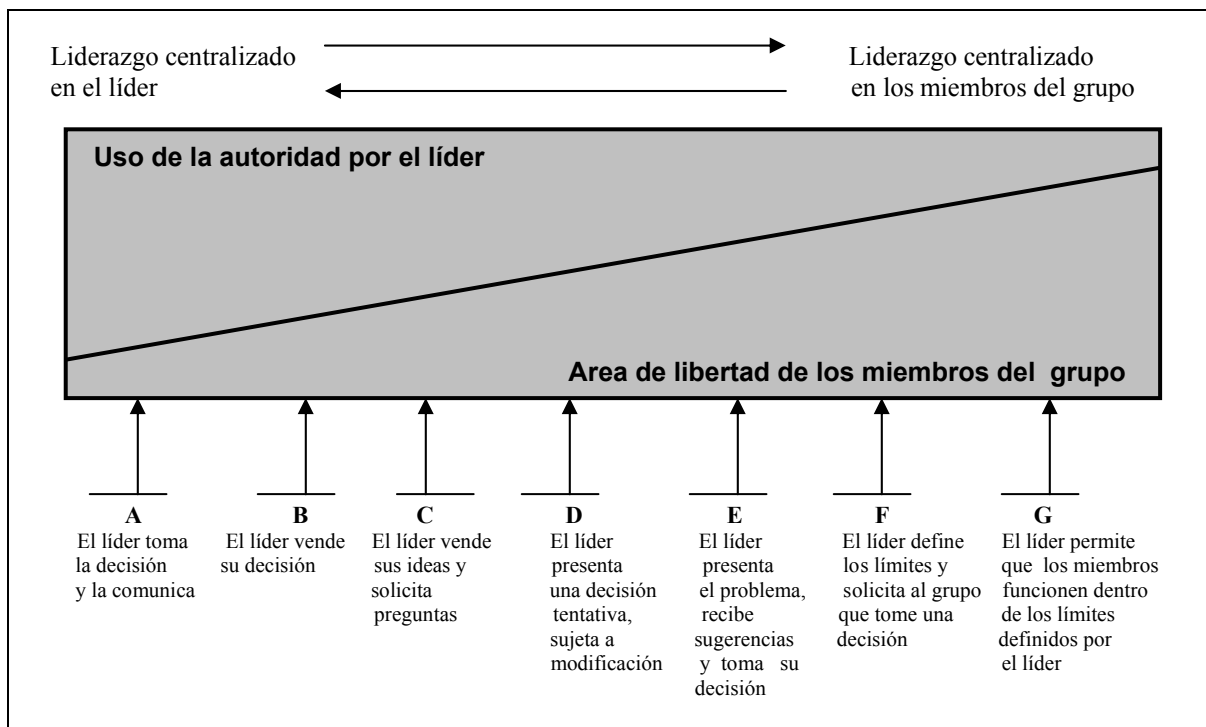 Liderazgo centralizado
en el líder
Liderazgo centralizado
en los miembros del grupo
Uso de la autoridad por el líder
Area de libertad de los miembros del grupo
A
El líder toma
la decisión
y la comunica
B
El líder vende
su decisión
C
El líder vende
sus ideas y
solicita
preguntas
D
El líder
presenta
una decisión
tentativa,
sujeta a
modificación
E
El líder
presenta
el problema,
recibe
sugerencias
y toma su
decisión
F
El líder define
los límites y
solicita al grupo
que tome una
decisión
G
El líder permite
que los miembros
funcionen dentro
de los límites
definidos por
el líder